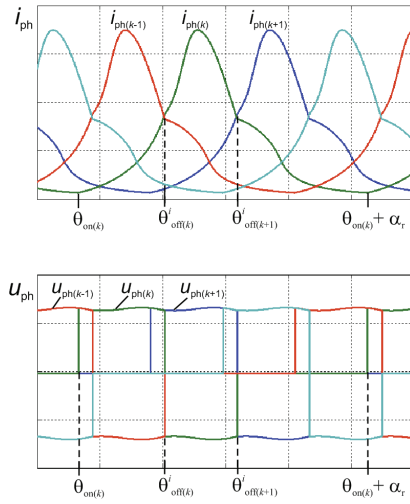 i_ph i_ph(k-1) i_ph(k) i_ph(k+1)
θ_on(k) θ^i_off(k) θ^i_off(k+1) θ_on(k) + α_r
u_ph u_ph(k-1) u_ph(k) u_ph(k+1)
θ_on(k) θ^i_off(k) θ^i_off(k+1) θ_on(k) + α_r